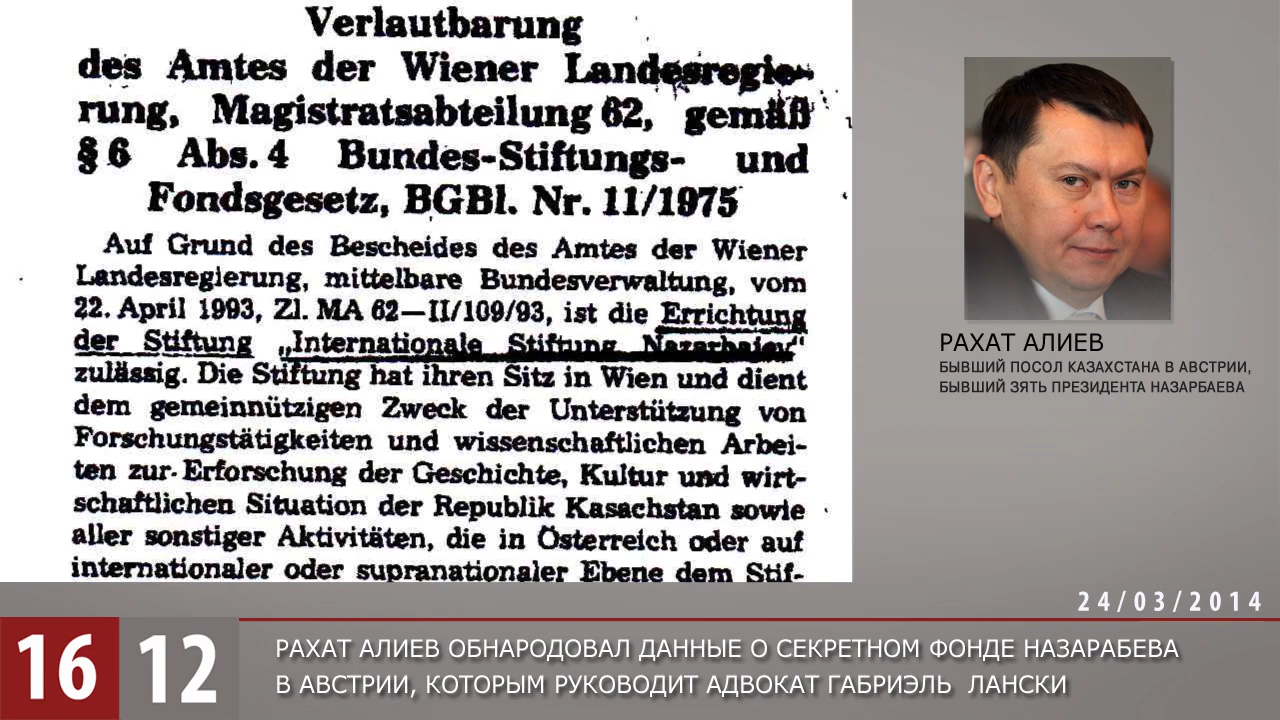 Verlautbarung
des Amtes der Wiener Landesregie-
rung, Magistratsabteilung 62, gemäß
§ 6 Abs. 4 Bundes-Stiftungs- und
Fondsgesetz, BGBl. Nr. 11/1975
Auf Grund des Bescheides des Amtes der Wiener
Landesregierung, mittelbare Bundesverwaltung, vom
22. April 1993, Zl. MA 62—II/109/93, ist die Errichtung
der Stiftung „Internationale Stiftung Nazarbajev“
zulässig. Die Stiftung hat ihren Sitz in Wien und dient
dem gemeinnützigen Zweck der Unterstützung von
Forschungstätigkeiten und wissenschaftlichen Arbei-
ten zur Erforschung der Geschichte, Kultur und wirt-
schaftlichen Situation der Republik Kasachstan sowie
aller sonstiger Aktivitäten, die in Österreich oder auf
internationaler oder supranationaler Ebene dem Stif-
РАХАТ АЛИЕВ
БЫВШИЙ ПОСОЛ КАЗАХСТАНА В АВСТРИИ,
БЫВШИЙ ЗЯТЬ ПРЕЗИДЕНТА НАЗАРБАЕВА
24/03/2014
16 12
РАХАТ АЛИЕВ ОБНАРОДОВАЛ ДАННЫЕ О СЕКРЕТНОМ ФОНДЕ НАЗАРАБЕВА
В АВСТРИИ, КОТОРЫМ РУКОВОДИТ АДВОКАТ ГАБРИЭЛЬ ЛАНСКИ